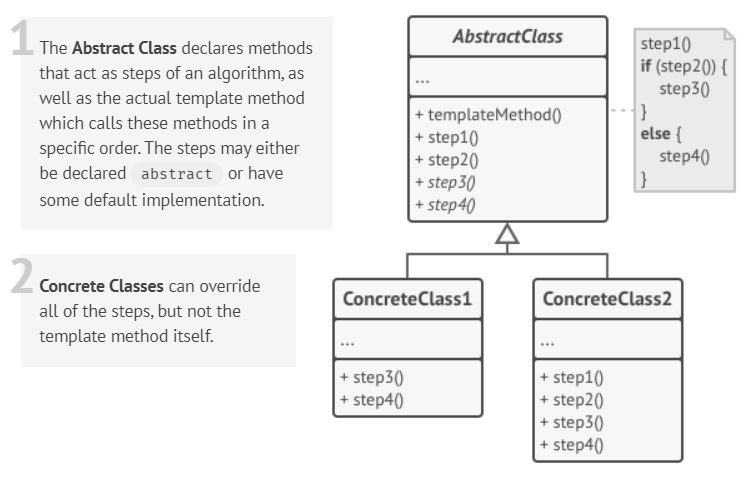 1
The Abstract Class declares methods
that act as steps of an algorithm, as
well as the actual template method
which calls these methods in a
specific order. The steps may either
be declared abstract or have
some default implementation.
2
Concrete Classes can override
all of the steps, but not the
template method itself.
AbstractClass
...
+ templateMethod()
+ step1()
+ step2()
+ step3()
+ step4()
step1()
if (step2()) {
step3()
}
else {
step4()
}
ConcreteClass1
...
+ step3()
+ step4()
ConcreteClass2
...
+ step1()
+ step2()
+ step3()
+ step4()